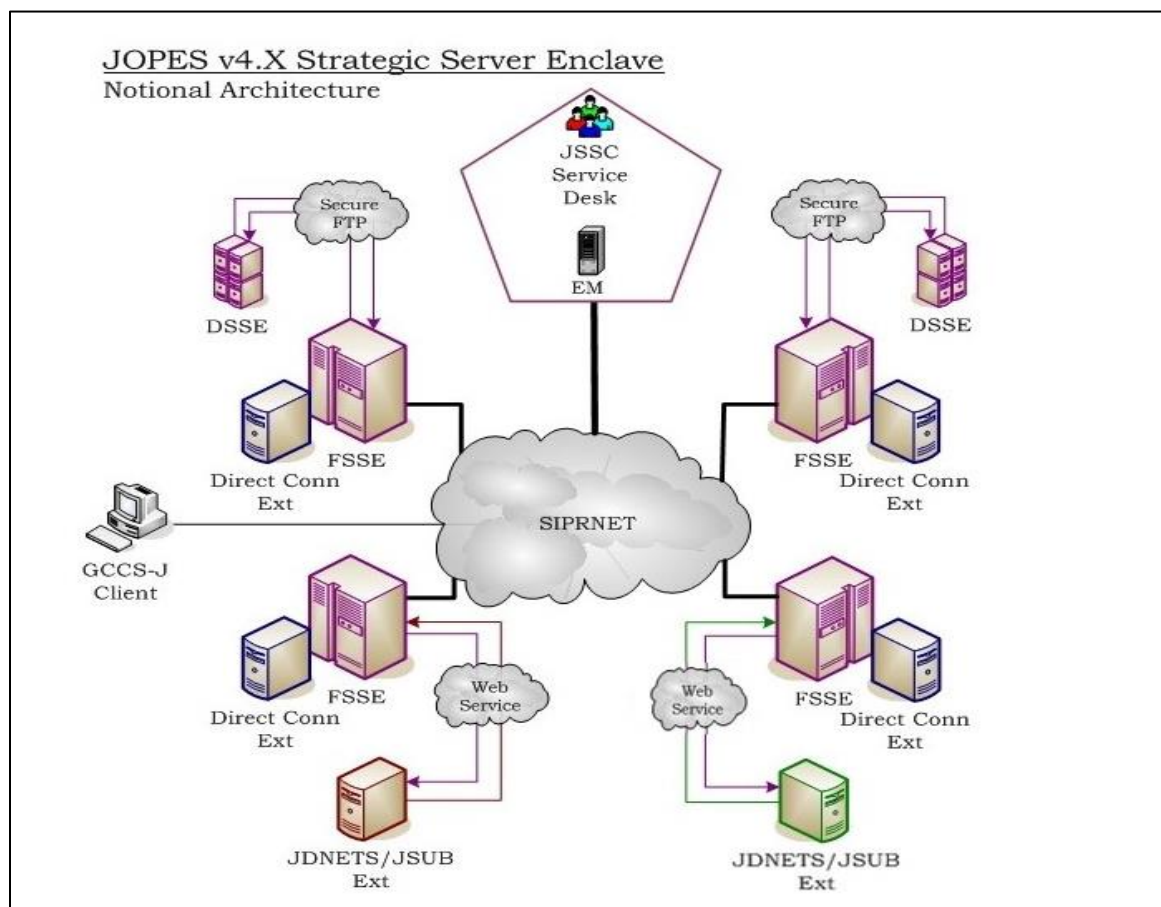 JOPES v4.X Strategic Server Enclave
Notional Architecture
JSSC
Service
Desk
EM
Secure
FTP
DSSE
FSSE
Direct Conn
Ext
Secure
FTP
DSSE
FSSE
Direct Conn
Ext
SIPRNET
GCCS-J
Client
FSSE
Direct Conn
Ext
Web
Service
JDNETS/JSUB
Ext
FSSE
Direct Conn
Ext
Web
Service
JDNETS/JSUB
Ext